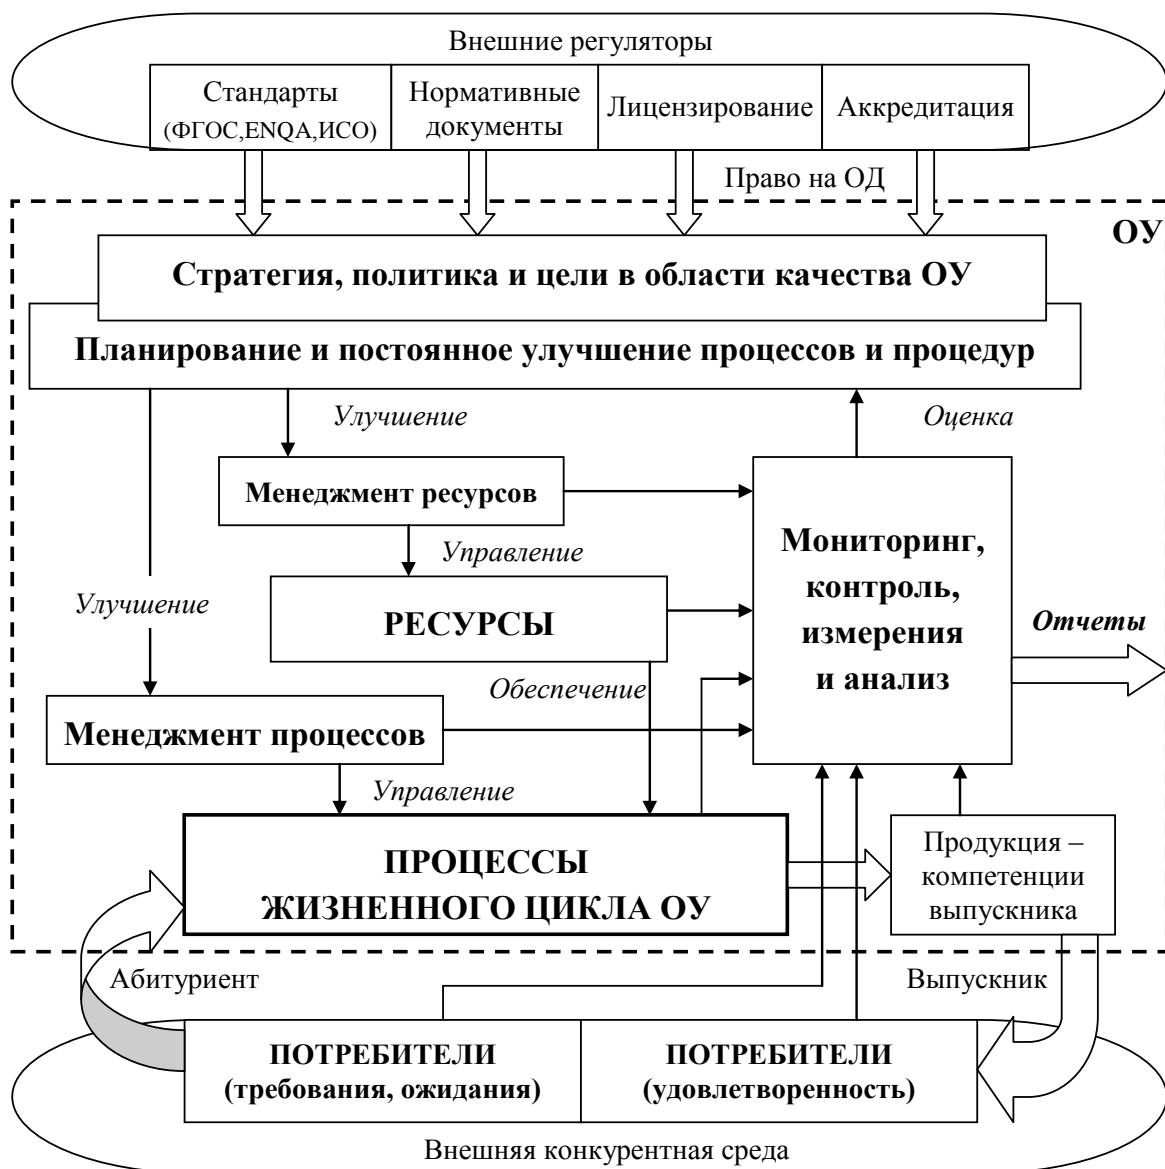 Внешние регуляторы
Стандарты
(ФГОС,ENQA,ИСО)
Нормативные
документы
Лицензирование
Аккредитация
Право на ОД
ОУ
Стратегия, политика и цели в области качества ОУ
Планирование и постоянное улучшение процессов и процедур
Улучшение
Оценка
Менеджмент ресурсов
Управление
Мониторинг,
контроль,
измерения
и анализ
Улучшение
РЕСУРСЫ
Отчеты
Обеспечение
Менеджмент процессов
Управление
ПРОЦЕССЫ
ЖИЗНЕННОГО ЦИКЛА ОУ
Продукция –
компетенции
выпускника
Абитуриент
Выпускник
ПОТРЕБИТЕЛИ
(требования, ожидания)
ПОТРЕБИТЕЛИ
(удовлетворенность)
Внешняя конкурентная среда